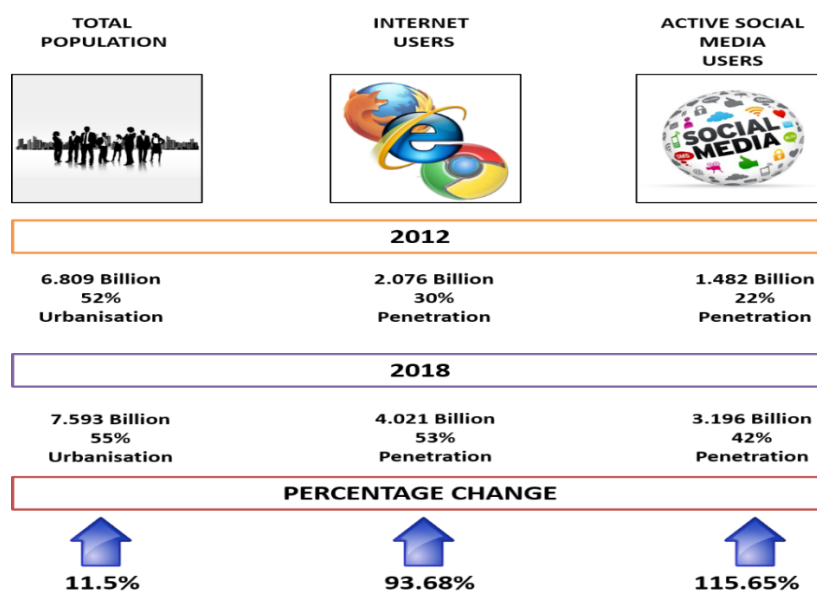 TOTAL
POPULATION
INTERNET
USERS
ACTIVE SOCIAL
MEDIA
USERS
SOCIAL
MEDIA
SMS
2012
6.809 Billion
52%
Urbanisation
2.076 Billion
30%
Penetration
1.482 Billion
22%
Penetration
2018
7.593 Billion
55%
Urbanisation
4.021 Billion
53%
Penetration
3.196 Billion
42%
Penetration
PERCENTAGE CHANGE
11.5%
93.68%
115.65%